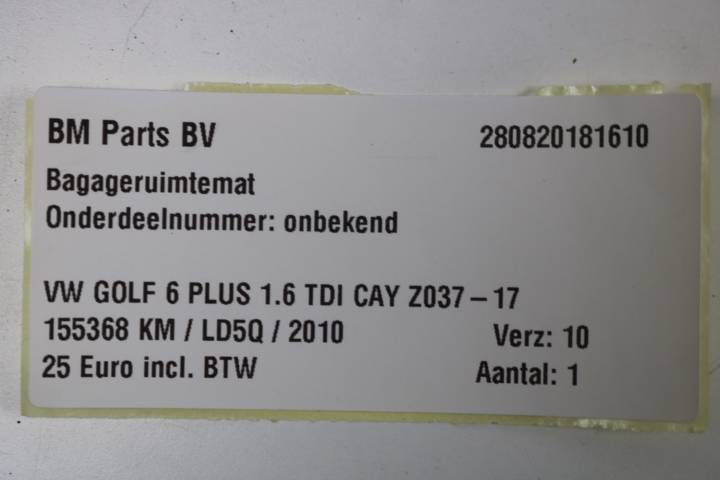 BM Parts BV 280820181610
Bagageruimtemat
Onderdeelnummer: onbekend
VW GOLF 6 PLUS 1.6 TDI CAY Z037 – 17
155368 KM / LD5Q / 2010 Verz: 10
25 Euro incl. BTW Aantal: 1